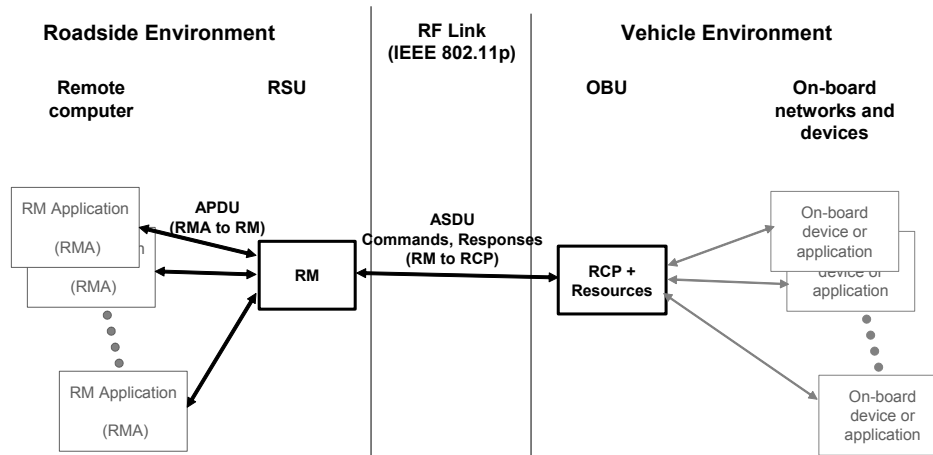 Roadside Environment
RF Link
(IEEE 802.11p)
Vehicle Environment
Remote
computer
RSU
OBU
On-board
networks and
devices
RM Application
(RMA)
(RMA)
APDU
(RMA to RM)
RM
ASDU
Commands, Responses
(RM to RCP)
RCP +
Resources
On-board
device or
application
device or
application
RM Application
(RMA)
On-board
device or
application